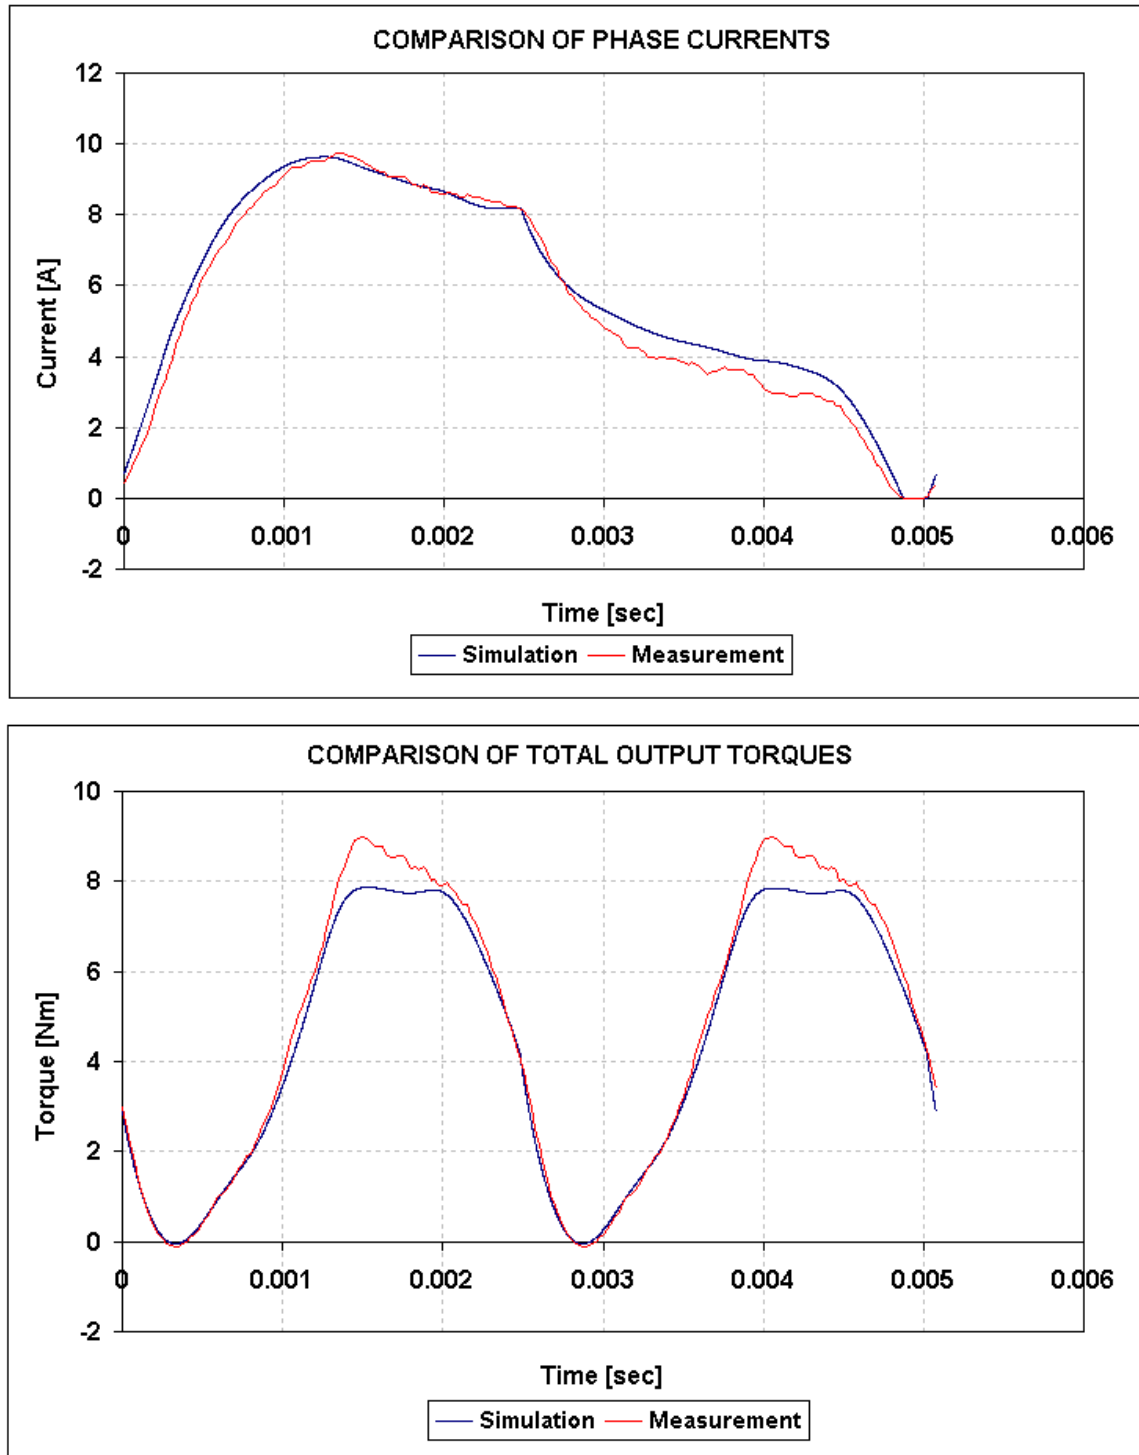 COMPARISON OF PHASE CURRENTS
12
10
8
6
4
2
0
-2
Current [A]
0 0.001 0.002 0.003 0.004 0.005 0.006
Time [sec]
Simulation Measurement
COMPARISON OF TOTAL OUTPUT TORQUES
10
8
6
4
2
0
-2
Torque [Nm]
0 0.001 0.002 0.003 0.004 0.005 0.006
Time [sec]
Simulation Measurement